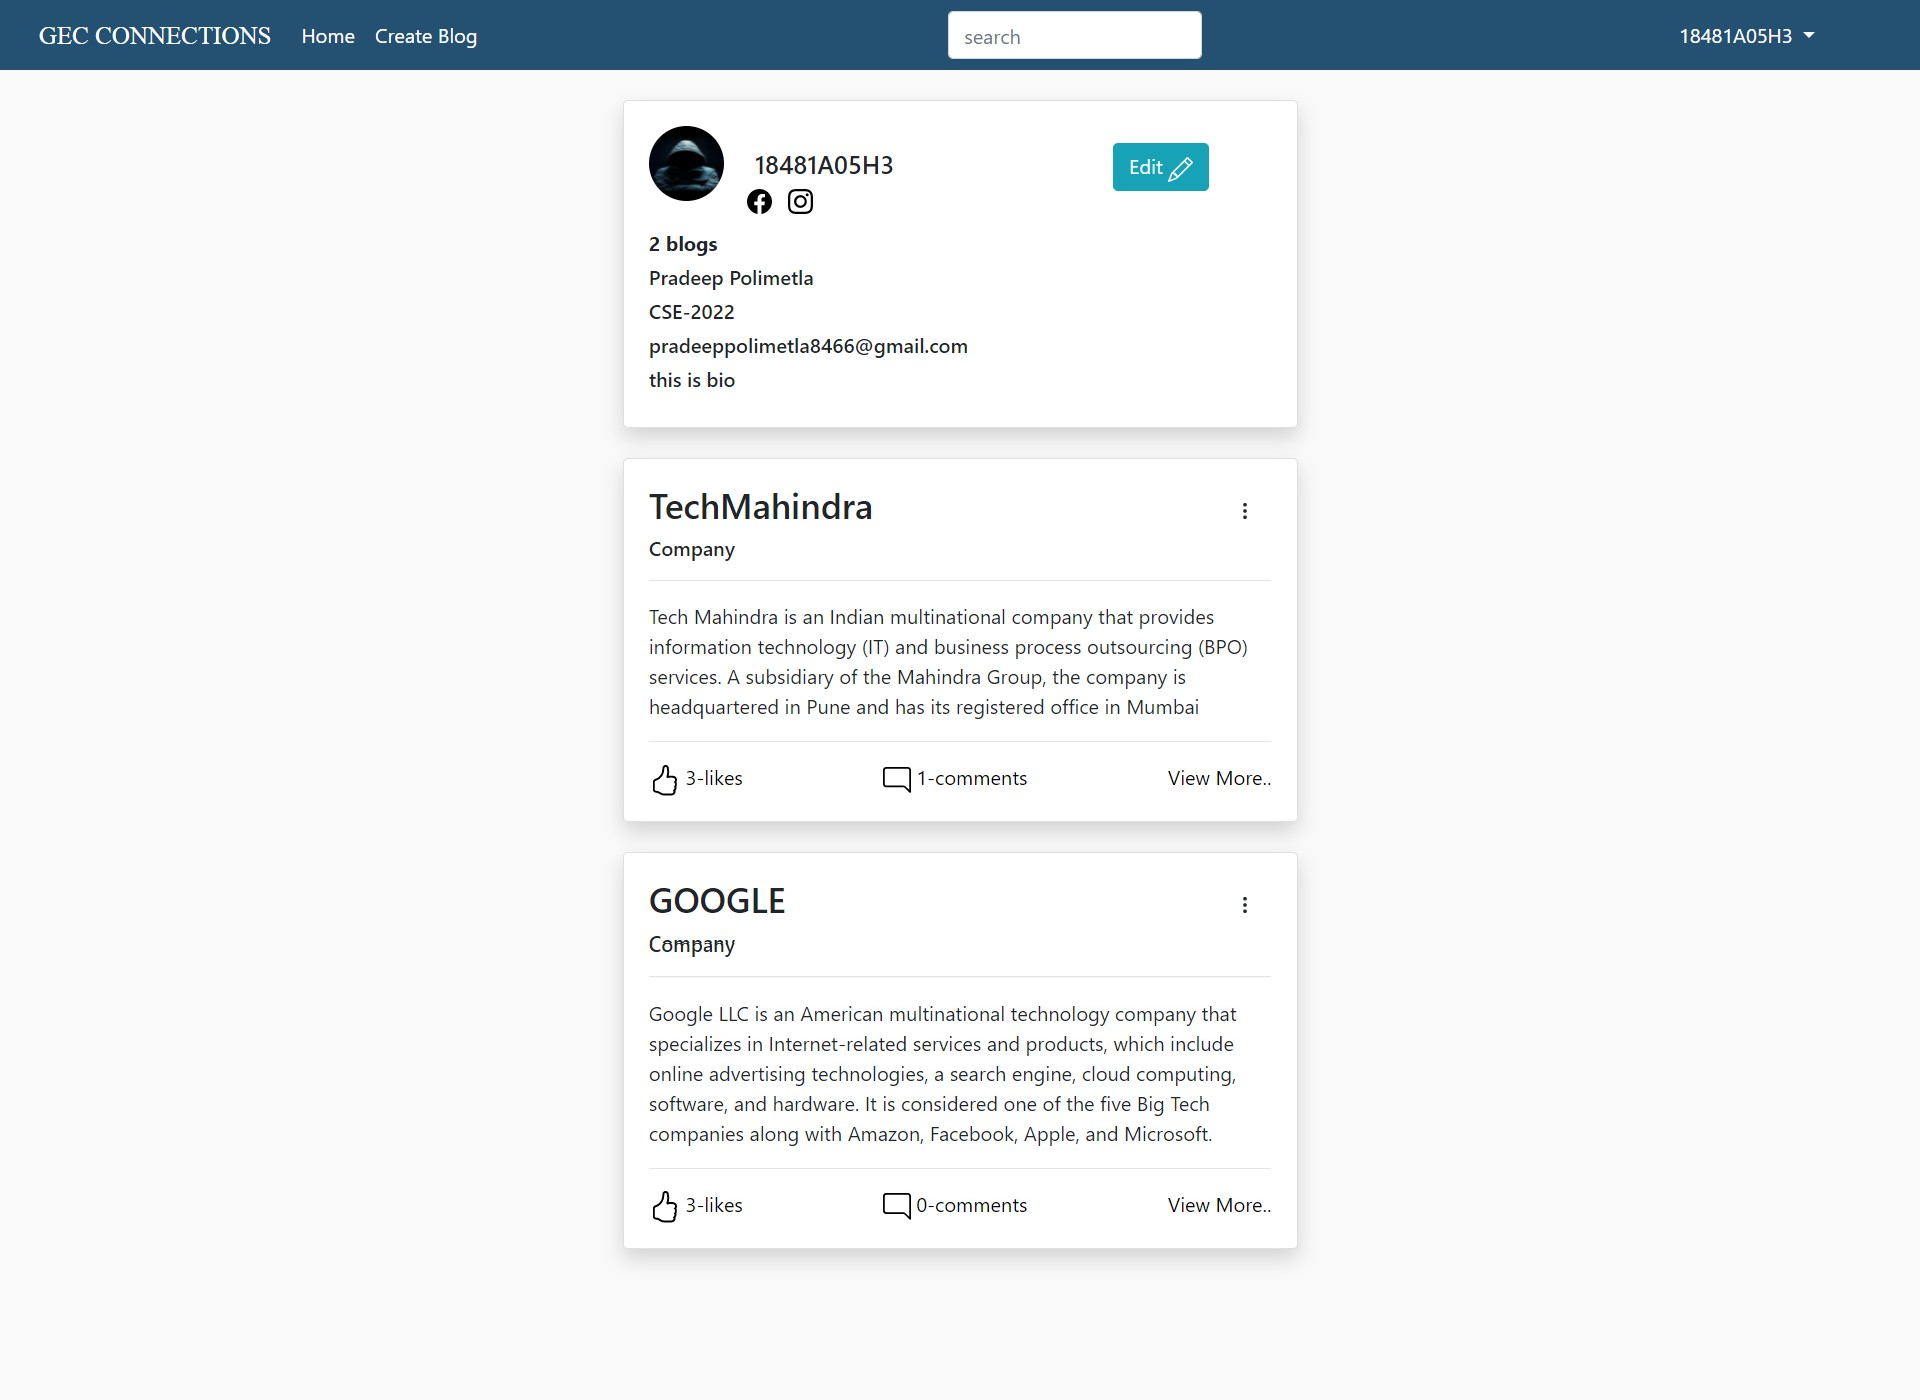 GEC CONNECTIONS Home Create Blog search 18481A05H3
18481A05H3
Edit
2 blogs
Pradeep Polimetla
CSE-2022
pradeeppolimetla8466@gmail.com
this is bio
TechMahindra
Company
Tech Mahindra is an Indian multinational company that provides
information technology (IT) and business process outsourcing (BPO)
services. A subsidiary of the Mahindra Group, the company is
headquartered in Pune and has its registered office in Mumbai
3-likes 1-comments View More..
GOOGLE
Company
Google LLC is an American multinational technology company that
specializes in Internet-related services and products, which include
online advertising technologies, a search engine, cloud computing,
software, and hardware. It is considered one of the five Big Tech
companies along with Amazon, Facebook, Apple, and Microsoft.
3-likes 0-comments View More..